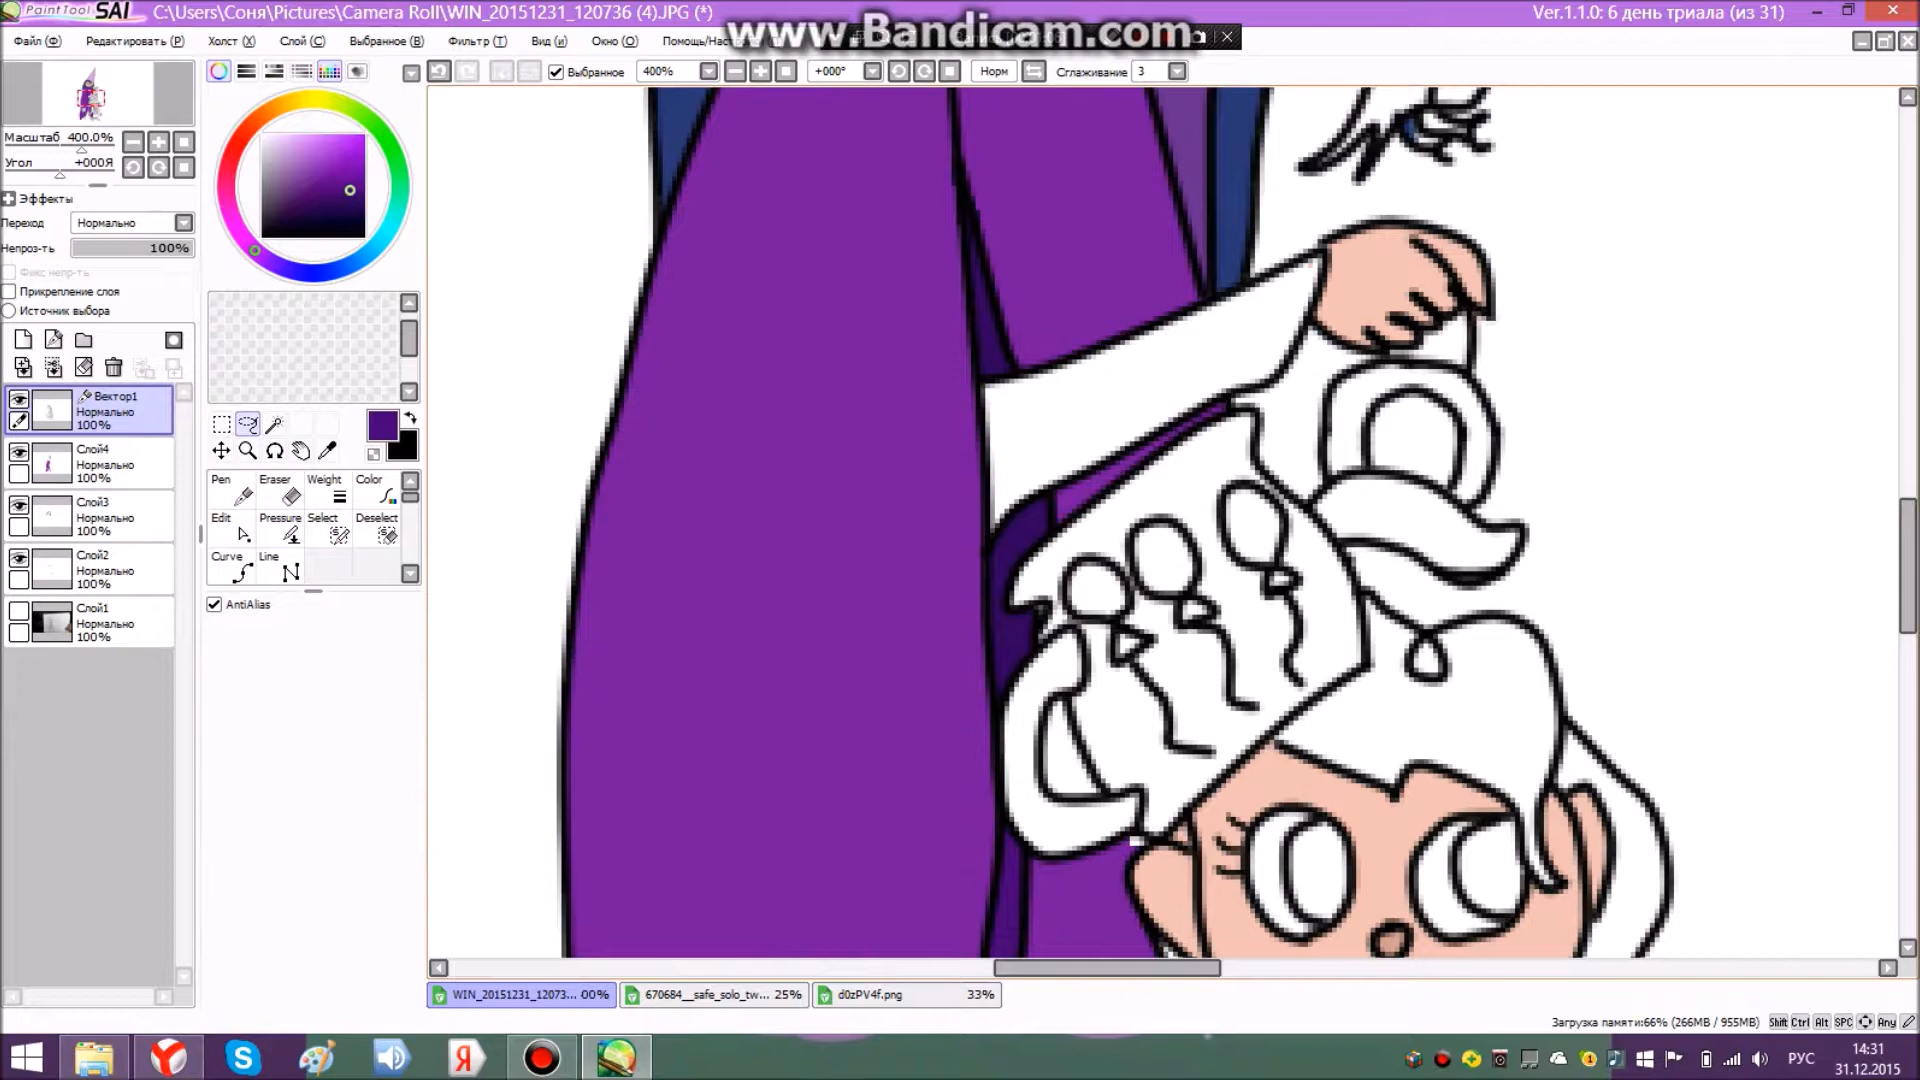 PaintTool SAI C:\Users\Соня\Pictures\Camera Roll\WIN_20151231_120736 (4).JPG (*) www.Bandicam.com Ver.1.1.0: 6 день триала (из 31)
Файл (Ф) Редактировать (P) Холст (X) Слой (C) Выбранное (B) Фильтр (T) Вид (и) Окно (O)
Выбранное 400% +000° Норм Сглаживание 3
Масштаб 400.0%
Угол +000Я
Эффекты
Переход Нормально
Непроз-ть 100%
Фикс непр-ть
Прикрепление слоя
Источник выбора
Вектор1
Нормально
100%
Слой4
Нормально
100%
Слой3
Нормально
100%
Слой2
Нормально
100%
Слой1
Нормально
100%
Pen Eraser Weight Color
Edit Pressure Select Deselect
Curve Line
AntiAlias
WIN_20151231_12073... 00% 670684__safe_solo_tw... 25% d0zPV4f.png 33%
Загрузка памяти:66% (266MB / 955MB) Shift Ctrl Alt SPC Any
РУС 14:31
31.12.2015